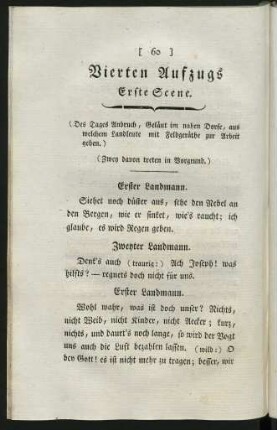 [ 60 ]
Vierten Aufzugs
Erste Scene.
(Des Tages Anbruch, Geläut im nahen Dorfe, aus
welchem Landleute mit Feldgeräthe zur Arbeit
gehen.)
(Zwey davon treten in Vorgrund.)
Erster Landmann.
Siehet noch düster aus, sehe den Nebel an
den Bergen, wie er sinket, wie's raucht; ich
glaube, es wird Regen geben.
Zweyter Landmann.
Denk's auch (traurig:) Ach Joseph! was
hilfts? — regnets doch nicht für uns.
Erster Landmann.
Wohl wahr, was ist doch unser? Nichts,
nicht Weib, nicht Kinder, nicht Aecker; kurz,
nichts, und daurt's noch lange, so wird der Vogt
uns auch die Luft bezahlen lassen. (wild:) O
bey Gott! es ist nicht mehr zu tragen; besser, wir